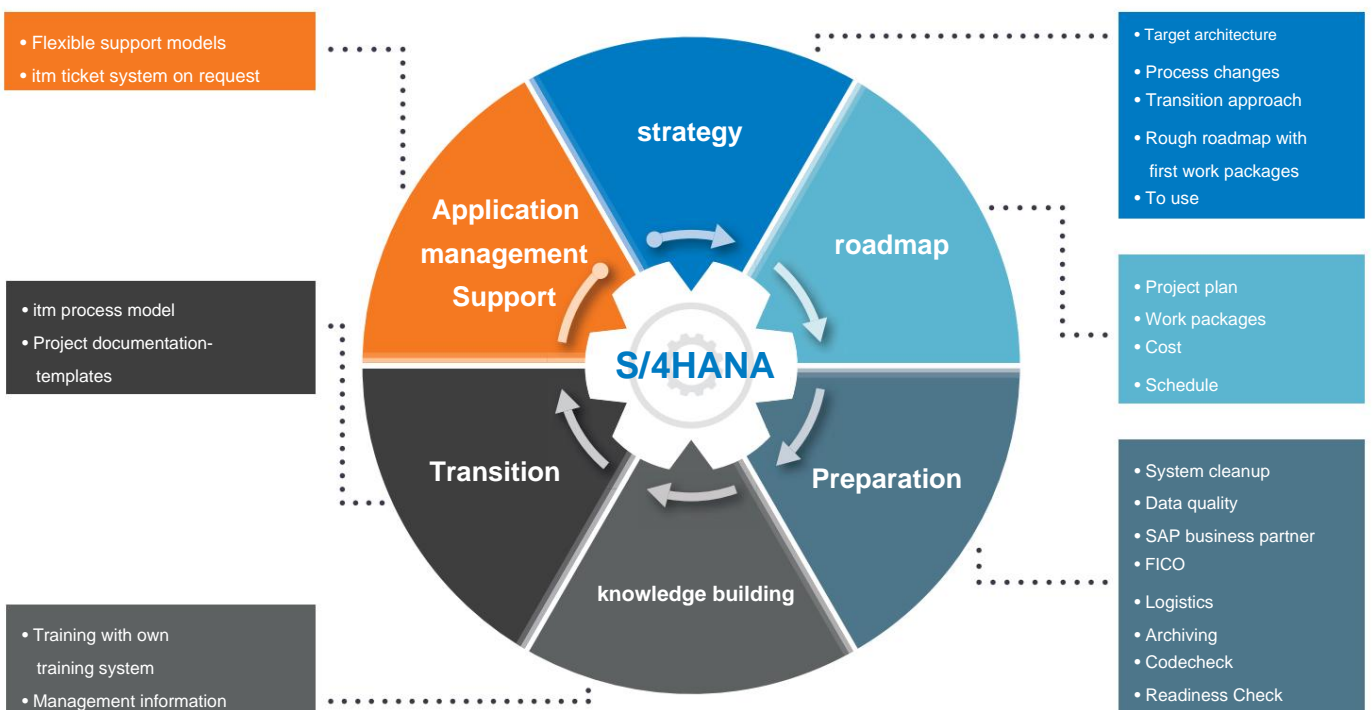 • Flexible support models
• itm ticket system on request
• itm process model
• Project documentation-
templates
• Training with own
training system
• Management information
strategy
roadmap
Preparation
knowledge building
Transition
Application
management
Support
S/4HANA
• Target architecture
• Process changes
• Transition approach
• Rough roadmap with
first work packages
• To use
• Project plan
• Work packages
• Cost
• Schedule
• System cleanup
• Data quality
• SAP business partner
• FICO
• Logistics
• Archiving
• Codecheck
• Readiness Check